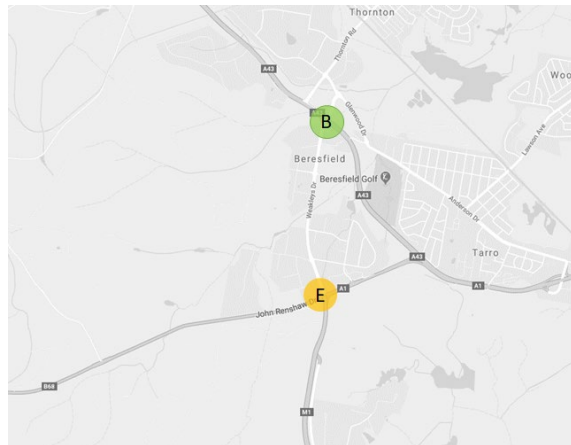 Thornton
Thornton Rd
A43
Woo
B
Glenwood Dr
Lawson Ave
Beresfield
Beresfield Golf
Weakleys Dr
A43
Anderson Dr
Tarro
A43
E
A1
A1
John Renshaw
B68
M1